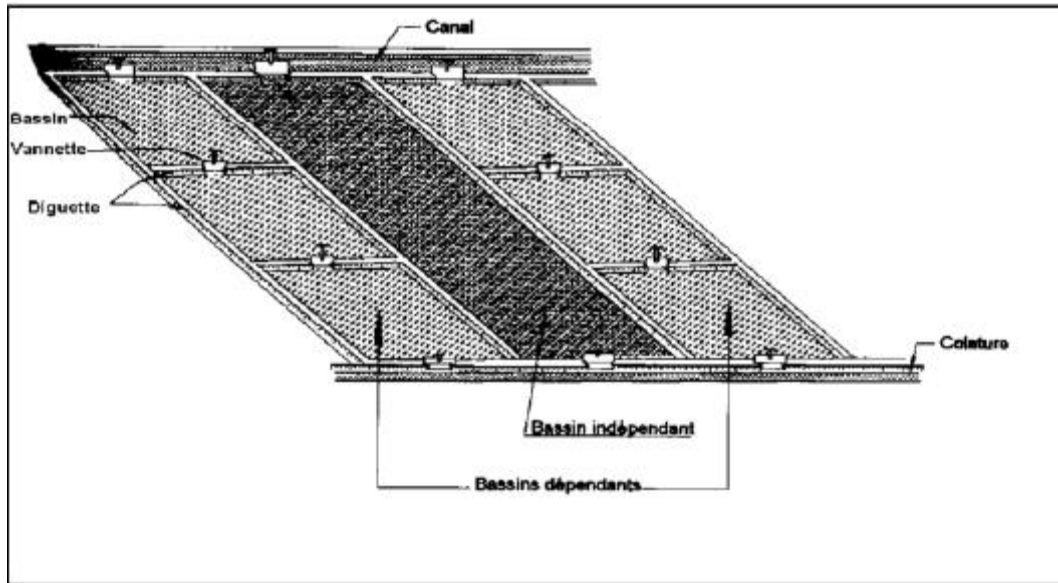 Canal
Bassin
Vannette
Diguette
Colature
Bassin indépendant
Bassins dépendants